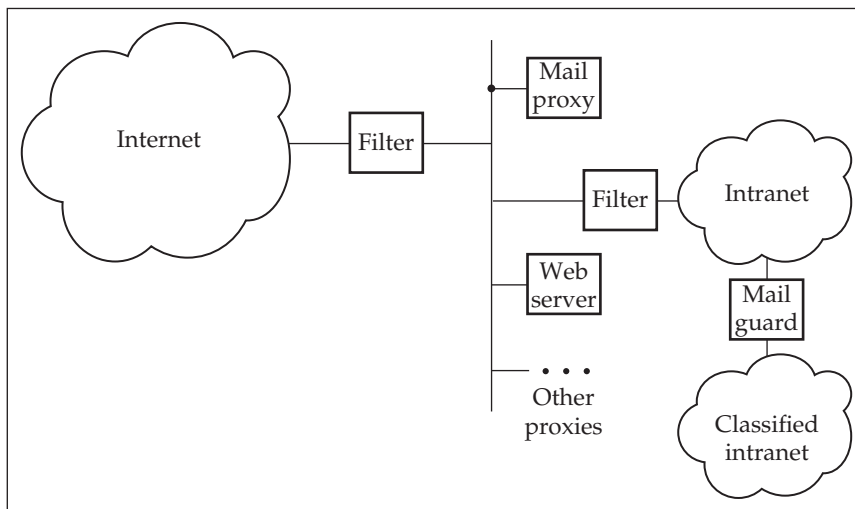 Internet
Filter
Mail
proxy
Filter
Intranet
Web
server
Mail
guard
• • •
Other
proxies
Classified
intranet